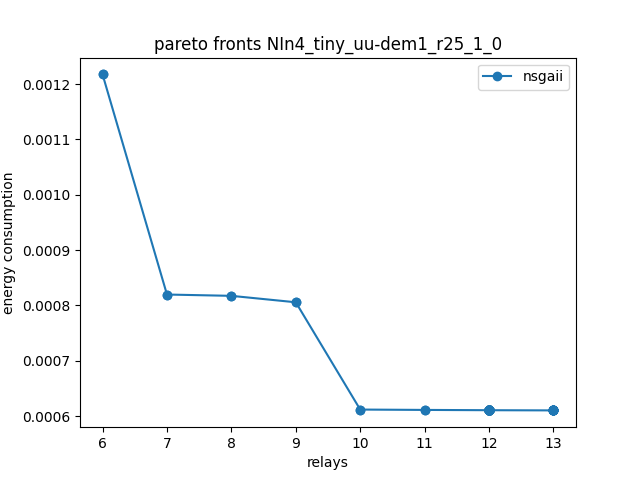 pareto fronts NIn4_tiny_uu-dem1_r25_1_0
nsgaii
0.0012
0.0011
0.0010
0.0009
0.0008
0.0007
0.0006
energy consumption
6 7 8 9 10 11 12 13
relays